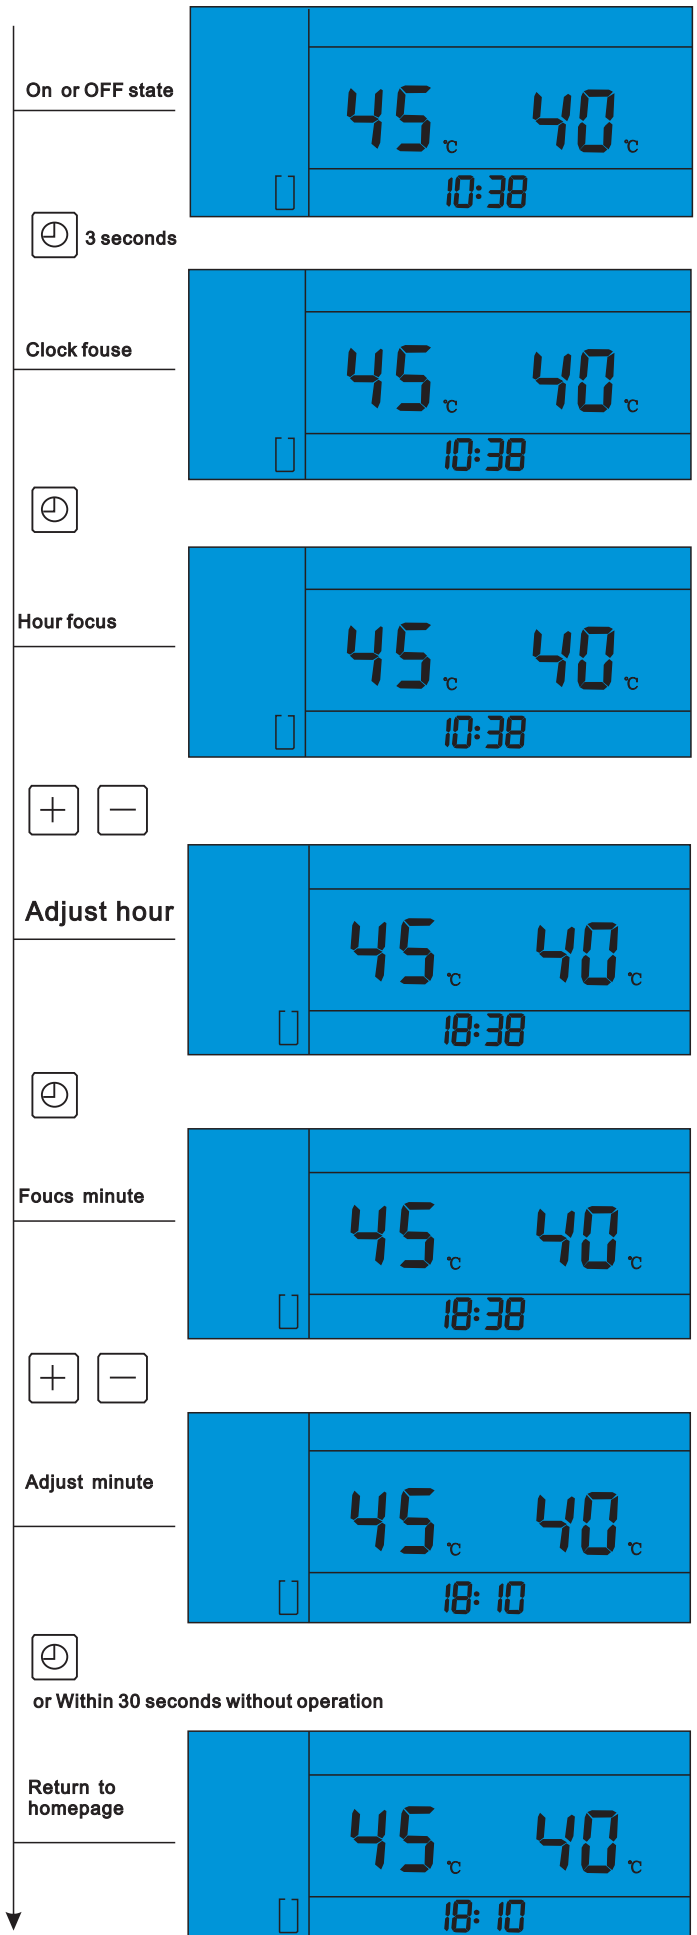 On or OFF state
45 °C 40 °C
10:38
3 seconds
Clock fouse
45 °C 40 °C
10:38
Hour focus
45 °C 40 °C
10:38
+ −
Adjust hour
45 °C 40 °C
18:38
Foucs minute
45 °C 40 °C
18:38
+ −
Adjust minute
45 °C 40 °C
18:10
or Within 30 seconds without operation
Return to
homepage
45 °C 40 °C
18:10